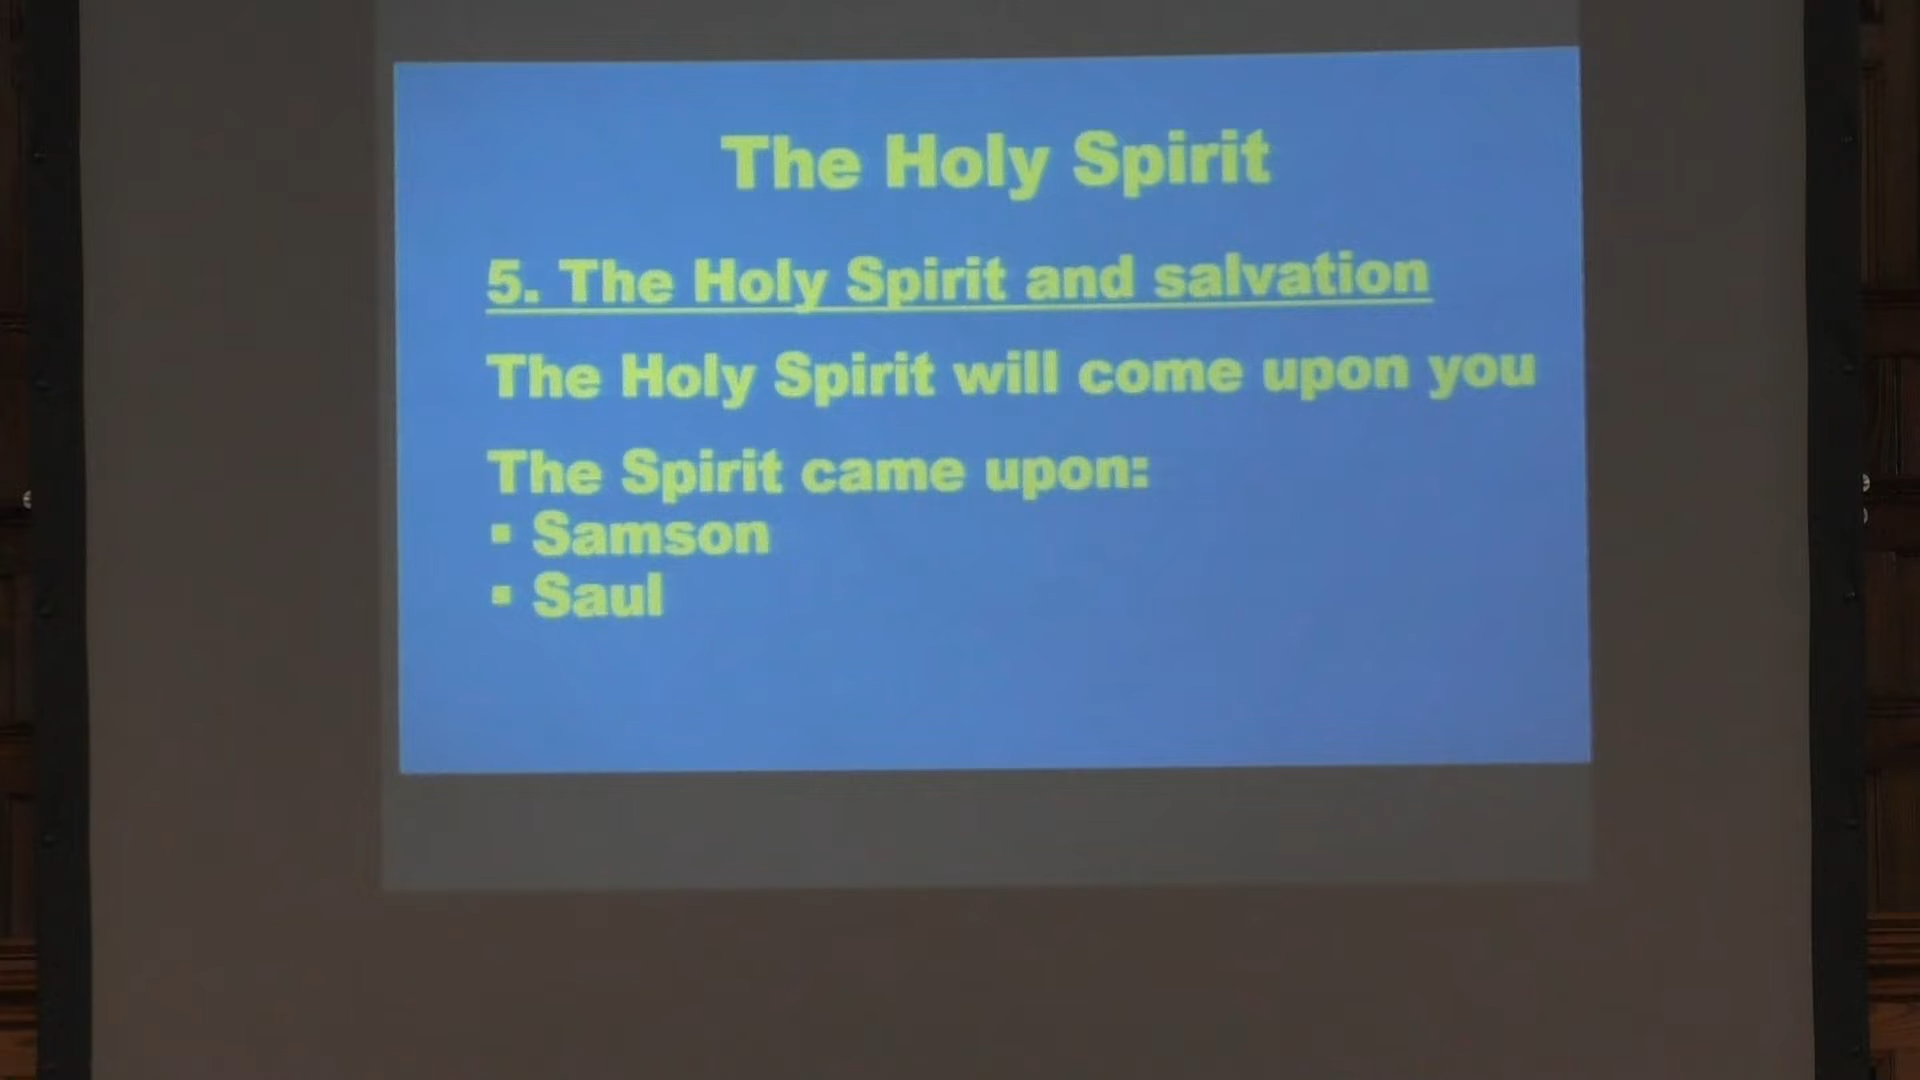 The Holy Spirit
5. The Holy Spirit and salvation
The Holy Spirit will come upon you
The Spirit came upon:
▪ Samson
▪ Saul